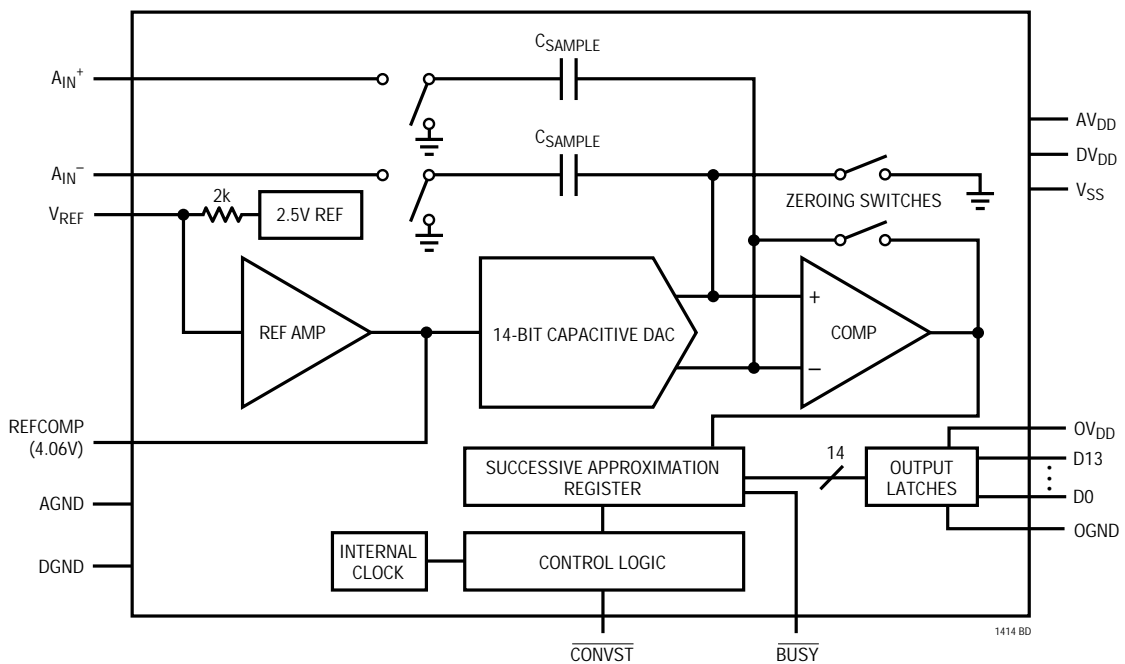 C_SAMPLE
A_IN⁺
C_SAMPLE
AV_DD
DV_DD
V_SS
A_IN⁻
V_REF
2k
2.5V REF
ZEROING SWITCHES
REF AMP
14-BIT CAPACITIVE DAC
+
COMP
−
REFCOMP
(4.06V)
SUCCESSIVE APPROXIMATION
REGISTER
14
OUTPUT
LATCHES
OV_DD
D13
D0
OGND
AGND
DGND
INTERNAL
CLOCK
CONTROL LOGIC
C̅O̅N̅V̅S̅T̅
B̅U̅S̅Y̅
1414 BD